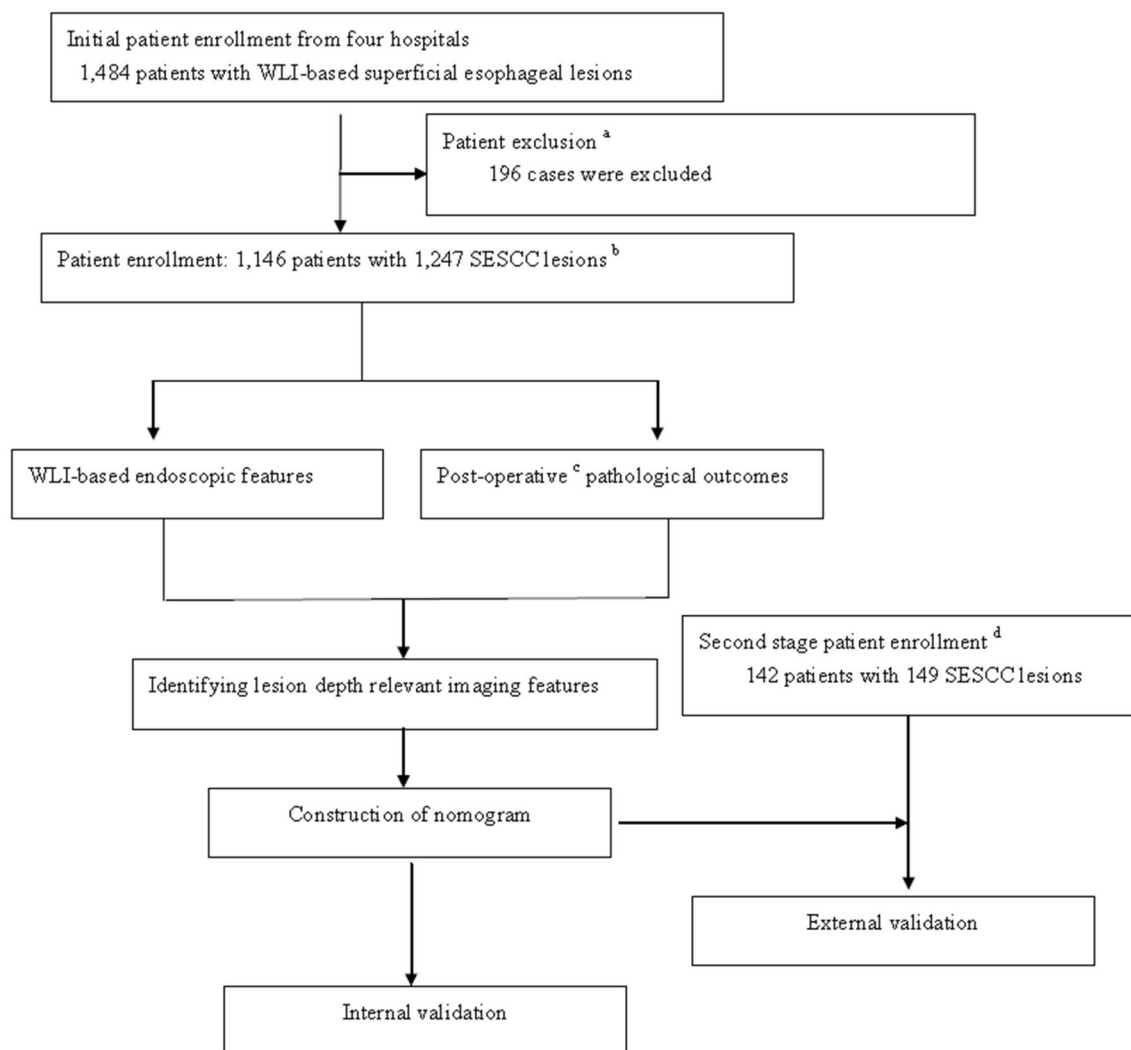 Initial patient enrollment from four hospitals
1,484 patients with WLI-based superficial esophageal lesions
Patient exclusion a
196 cases were excluded
Patient enrollment: 1,146 patients with 1,247 SESCC lesions b
WLI-based endoscopic features
Post-operative c pathological outcomes
Identifying lesion depth relevant imaging features
Second stage patient enrollment d
142 patients with 149 SESCC lesions
Construction of nomogram
External validation
Internal validation